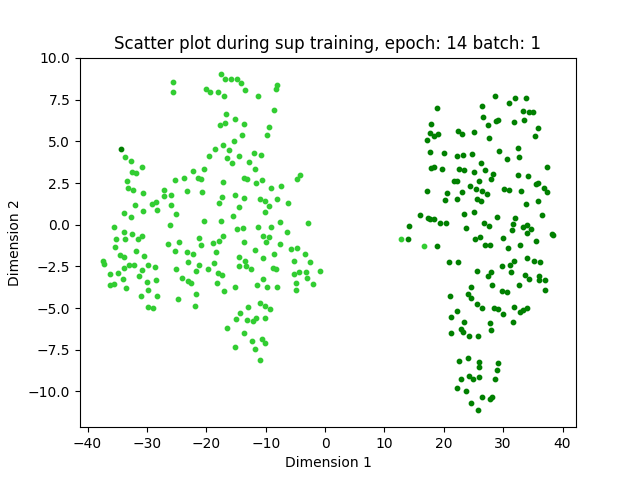 Scatter plot during sup training, epoch: 14 batch: 1
10.0
7.5
5.0
2.5
0.0
−2.5
−5.0
−7.5
−10.0
Dimension 2
−40 −30 −20 −10 0 10 20 30 40
Dimension 1